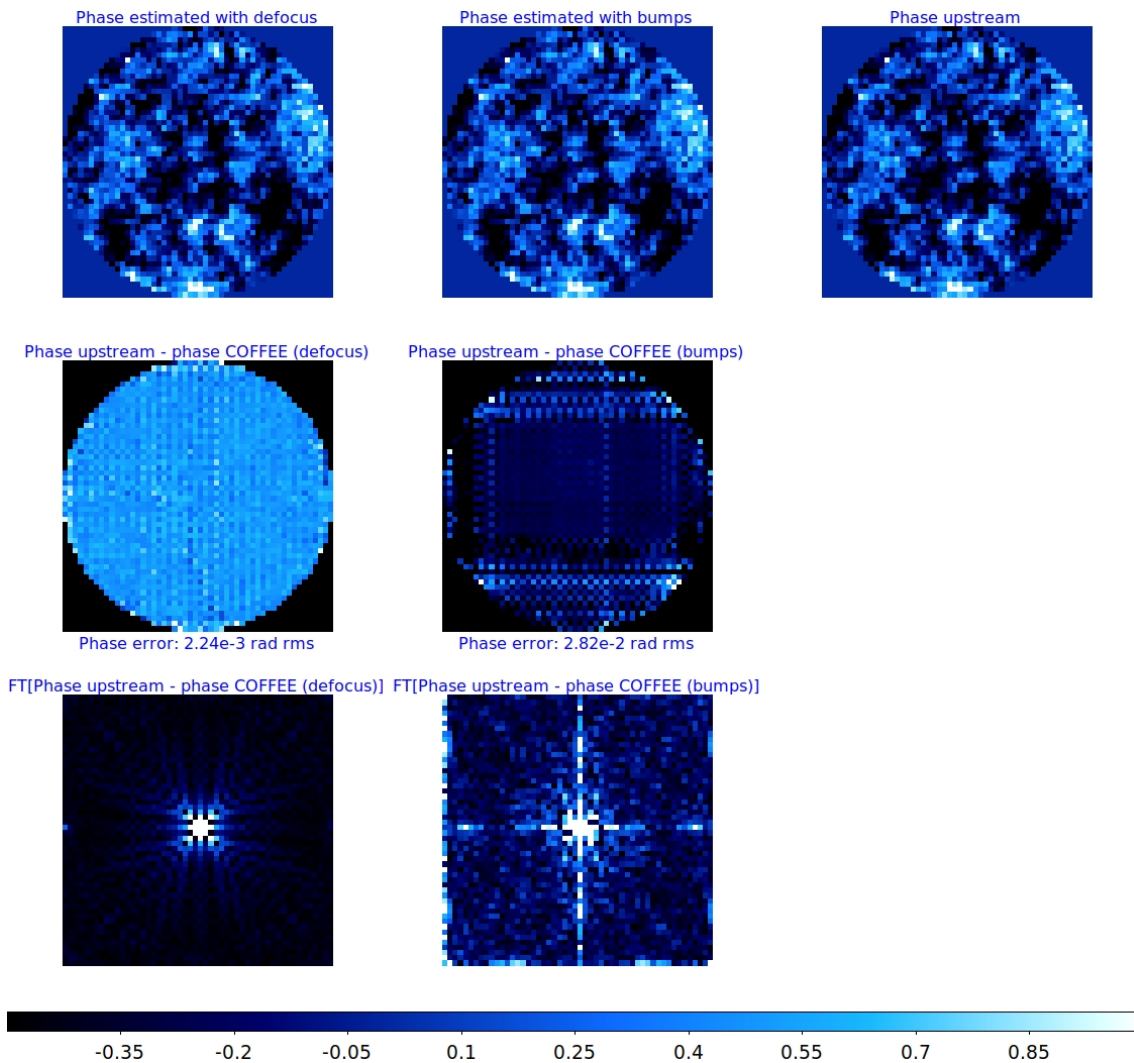 Phase estimated with defocus
Phase estimated with bumps
Phase upstream
Phase upstream - phase COFFEE (defocus)
Phase upstream - phase COFFEE (bumps)
Phase error: 2.24e-3 rad rms
Phase error: 2.82e-2 rad rms
FT[Phase upstream - phase COFFEE (defocus)]
FT[Phase upstream - phase COFFEE (bumps)]
-0.35 -0.2 -0.05 0.1 0.25 0.4 0.55 0.7 0.85